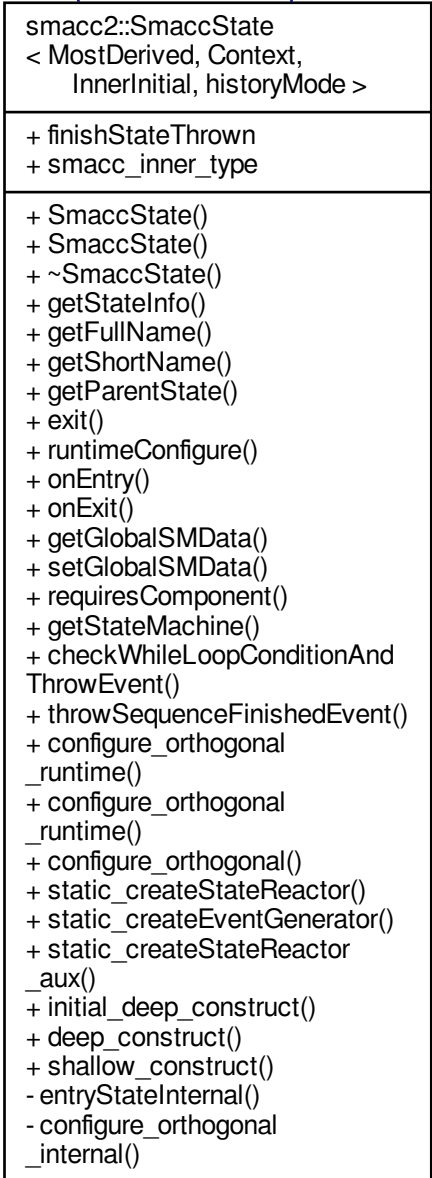 smacc2::SmaccState
< MostDerived, Context,
InnerInitial, historyMode >
+ finishStateThrown
+ smacc_inner_type
+ SmaccState()
+ SmaccState()
+ ~SmaccState()
+ getStateInfo()
+ getFullName()
+ getShortName()
+ getParentState()
+ exit()
+ runtimeConfigure()
+ onEntry()
+ onExit()
+ getGlobalSMData()
+ setGlobalSMData()
+ requiresComponent()
+ getStateMachine()
+ checkWhileLoopConditionAnd
ThrowEvent()
+ throwSequenceFinishedEvent()
+ configure_orthogonal
_runtime()
+ configure_orthogonal
_runtime()
+ configure_orthogonal()
+ static_createStateReactor()
+ static_createEventGenerator()
+ static_createStateReactor
_aux()
+ initial_deep_construct()
+ deep_construct()
+ shallow_construct()
- entryStateInternal()
- configure_orthogonal
_internal()